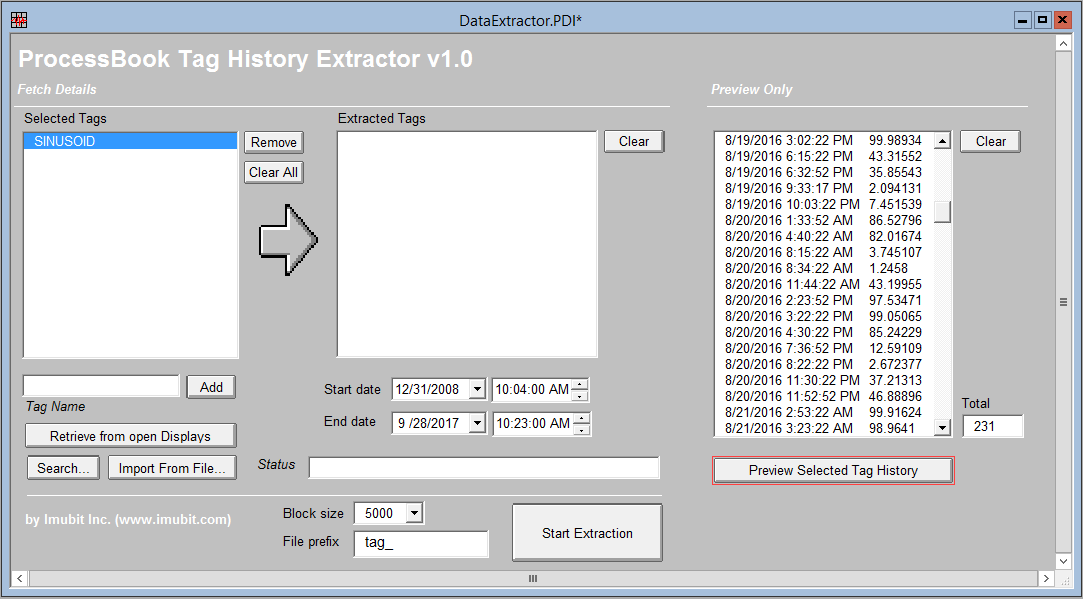 DataExtractor.PDI*
ProcessBook Tag History Extractor v1.0
Fetch Details
Preview Only
Selected Tags
SINUSOID
Remove
Clear All
Extracted Tags
Clear
8/19/2016 3:02:22 PM 99.98934
8/19/2016 6:15:22 PM 43.31552
8/19/2016 6:32:52 PM 35.85543
8/19/2016 9:33:17 PM 2.094131
8/19/2016 10:03:22 PM 7.451539
8/20/2016 1:33:52 AM 86.52796
8/20/2016 4:40:22 AM 82.01674
8/20/2016 8:15:22 AM 3.745107
8/20/2016 8:34:22 AM 1.2458
8/20/2016 11:44:22 AM 43.19955
8/20/2016 2:23:52 PM 97.53471
8/20/2016 3:22:22 PM 99.05065
8/20/2016 4:30:22 PM 85.24229
8/20/2016 7:36:52 PM 12.59109
8/20/2016 8:22:22 PM 2.672377
8/20/2016 11:30:22 PM 37.21313
8/20/2016 11:52:52 PM 46.88896
8/21/2016 2:53:22 AM 99.91624
8/21/2016 3:23:22 AM 98.9641
Clear
Total
231
Preview Selected Tag History
Add
Tag Name
Retrieve from open Displays
Search...
Import From File...
Start date 12/31/2008 10:04:00 AM
End date 9 /28/2017 10:23:00 AM
Status
by Imubit Inc. (www.imubit.com)
Block size 5000
File prefix tag_
Start Extraction